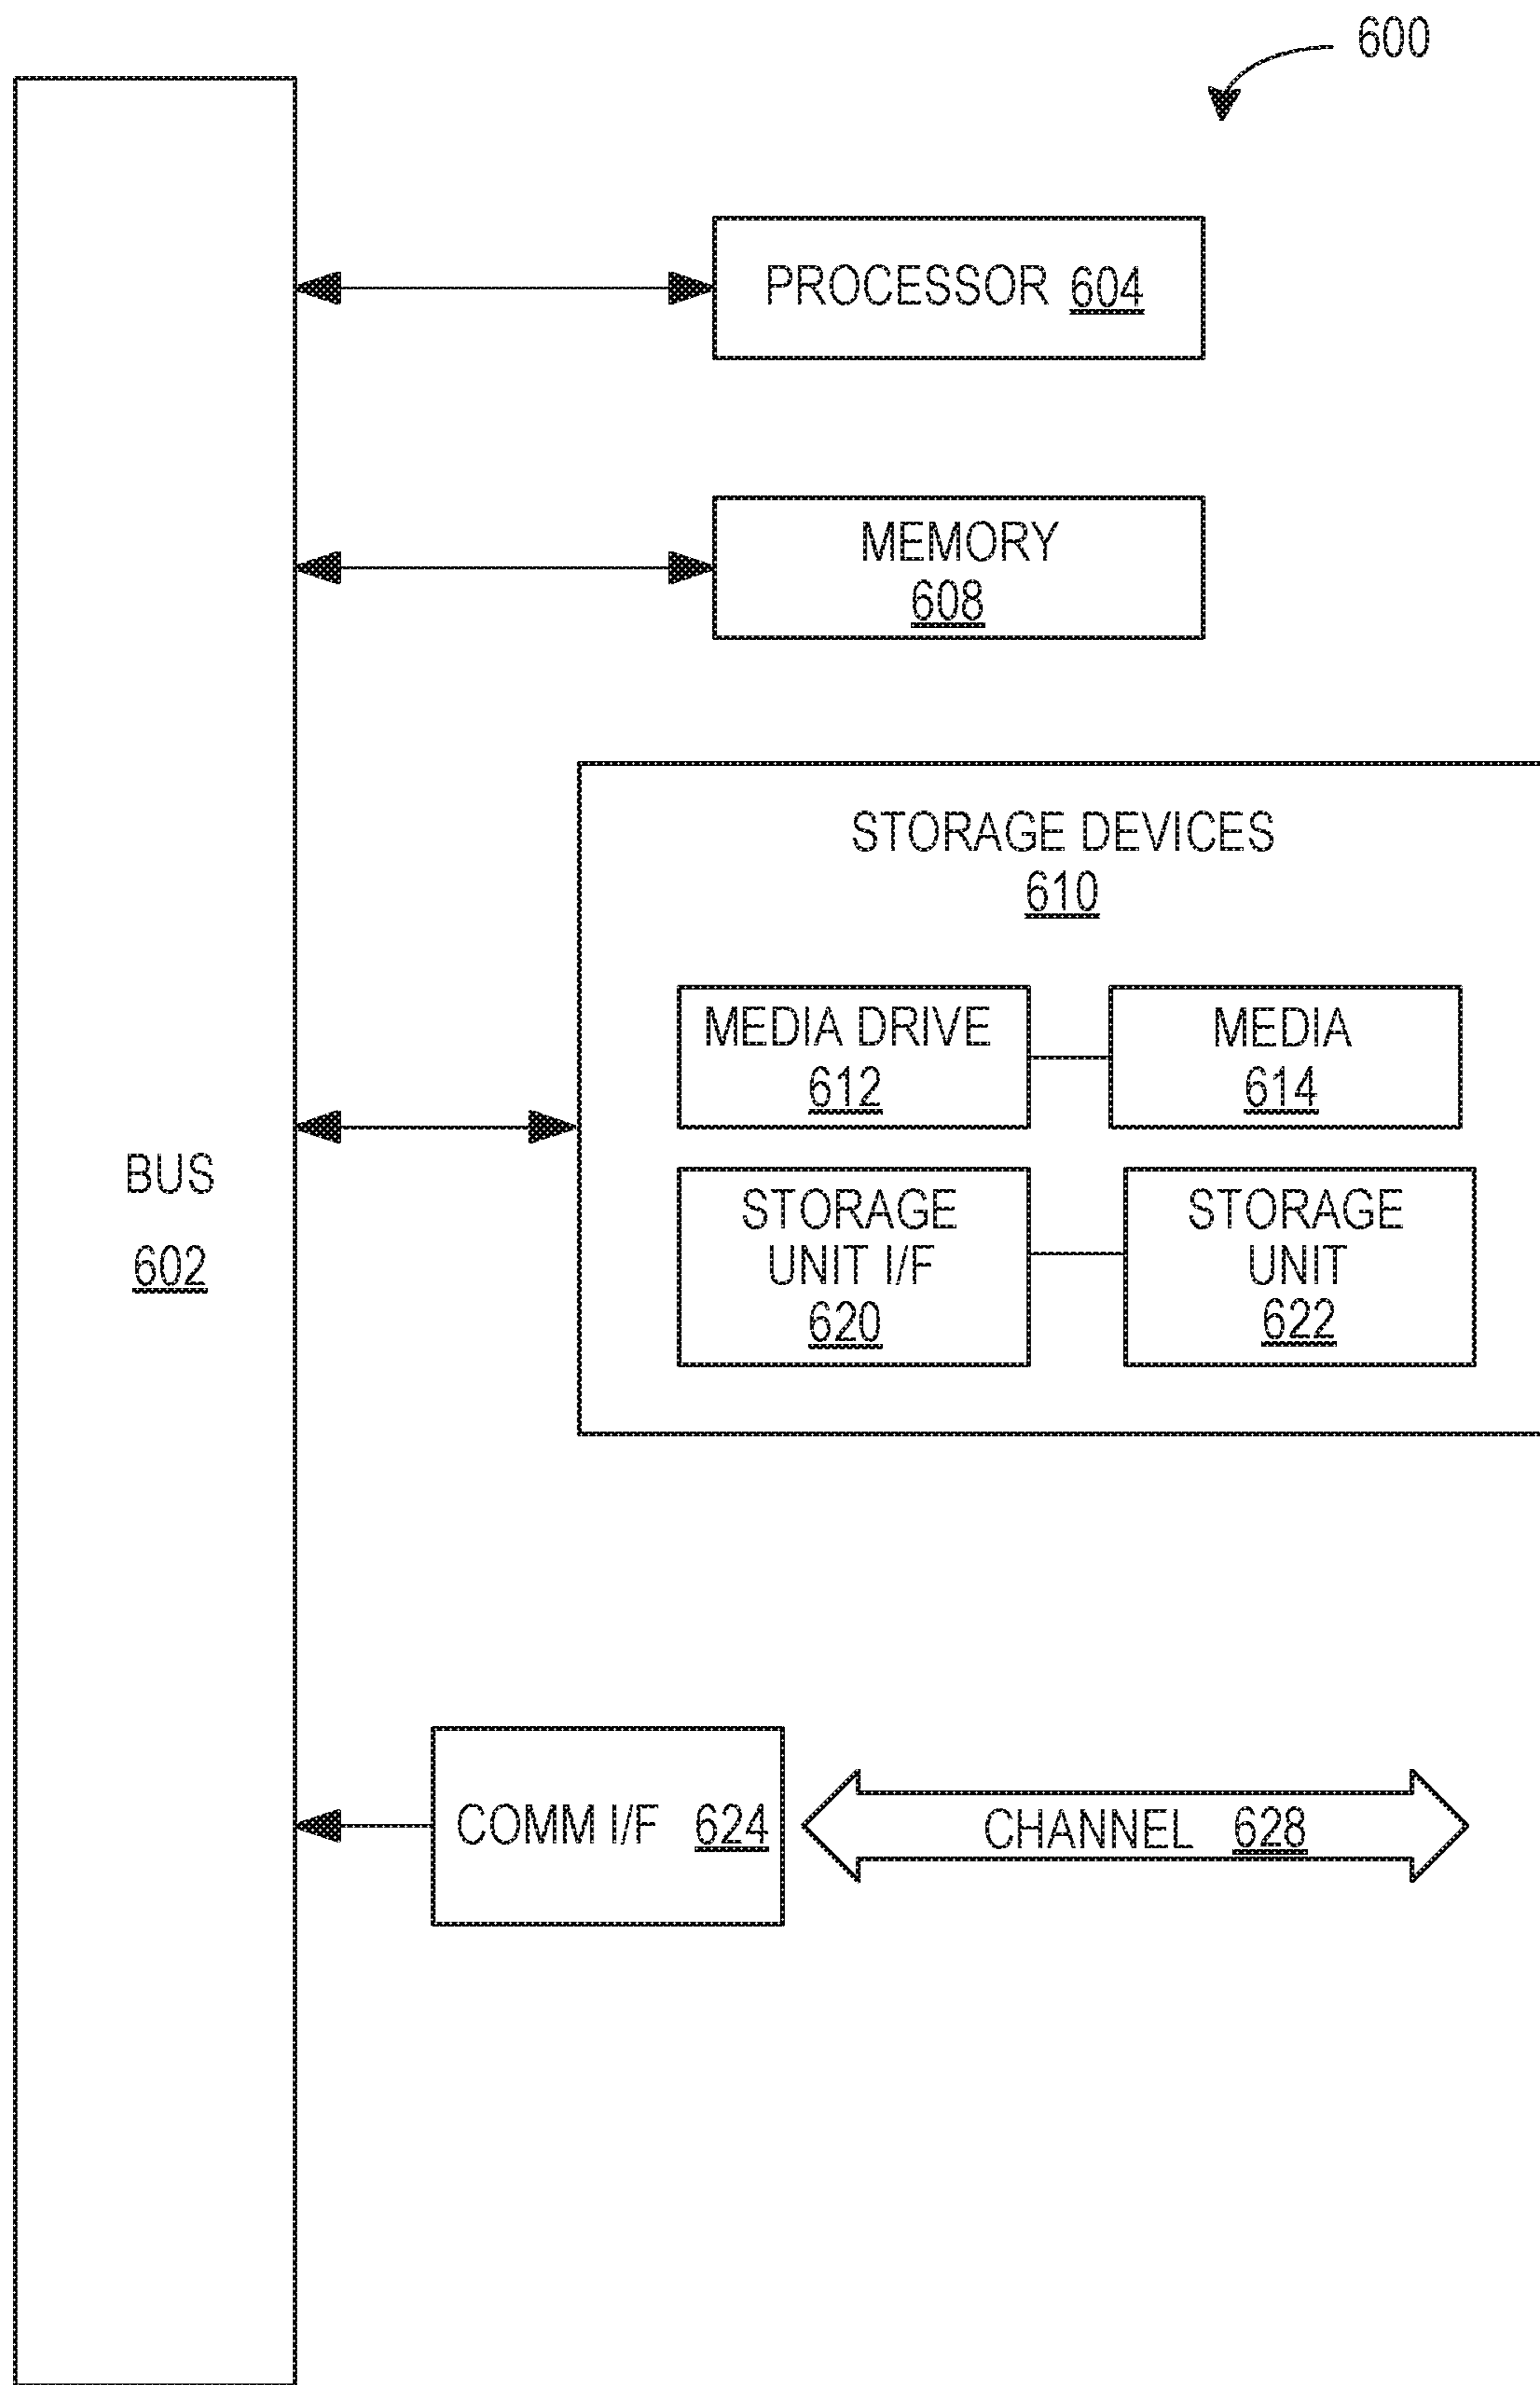 600
PROCESSOR 604
MEMORY
608
STORAGE DEVICES
610
MEDIA DRIVE
612
MEDIA
614
BUS
602
STORAGE
UNIT I/F
620
STORAGE
UNIT
622
COMM I/F 624
CHANNEL 628